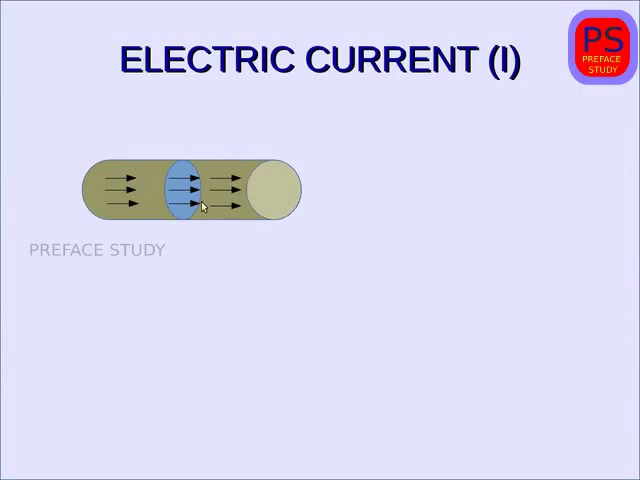 ELECTRIC CURRENT (I)
PS
PREFACE
STUDY
PREFACE STUDY